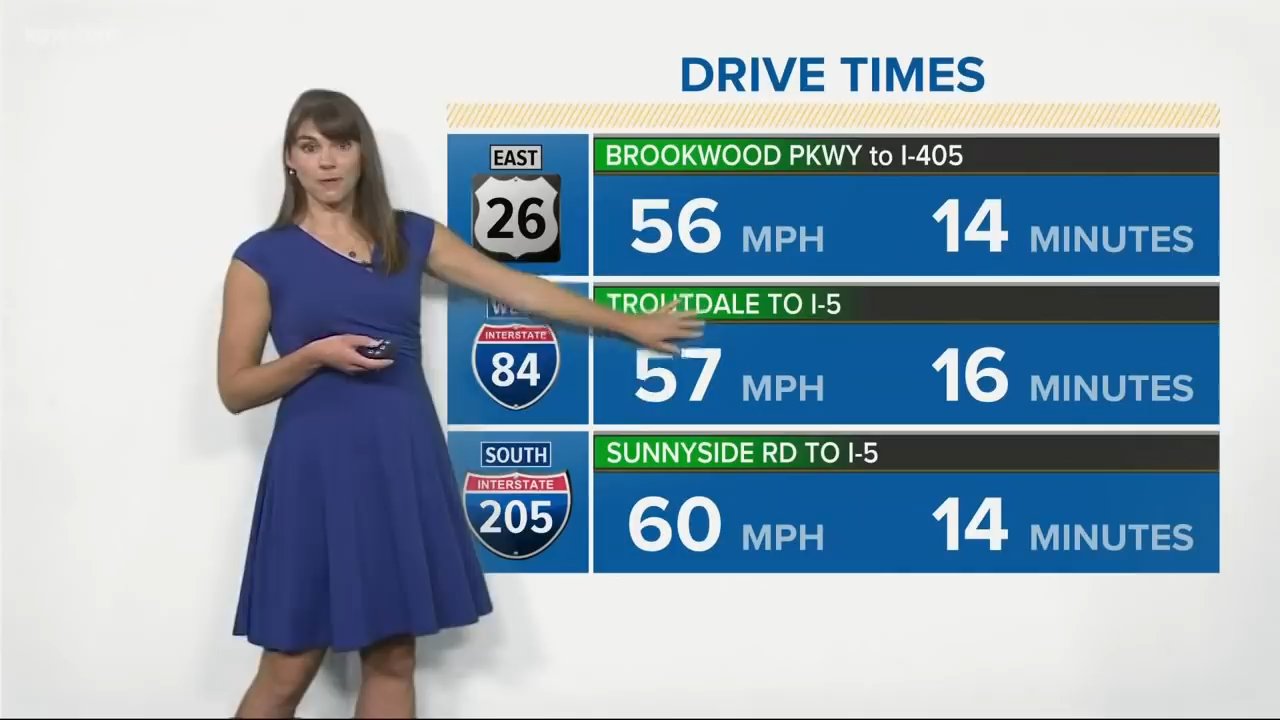 DRIVE TIMES
EAST
26
BROOKWOOD PKWY to I-405
56 MPH 14 MINUTES
INTERSTATE
84
TROUTDALE TO I-5
57 MPH 16 MINUTES
SOUTH
INTERSTATE
205
SUNNYSIDE RD TO I-5
60 MPH 14 MINUTES